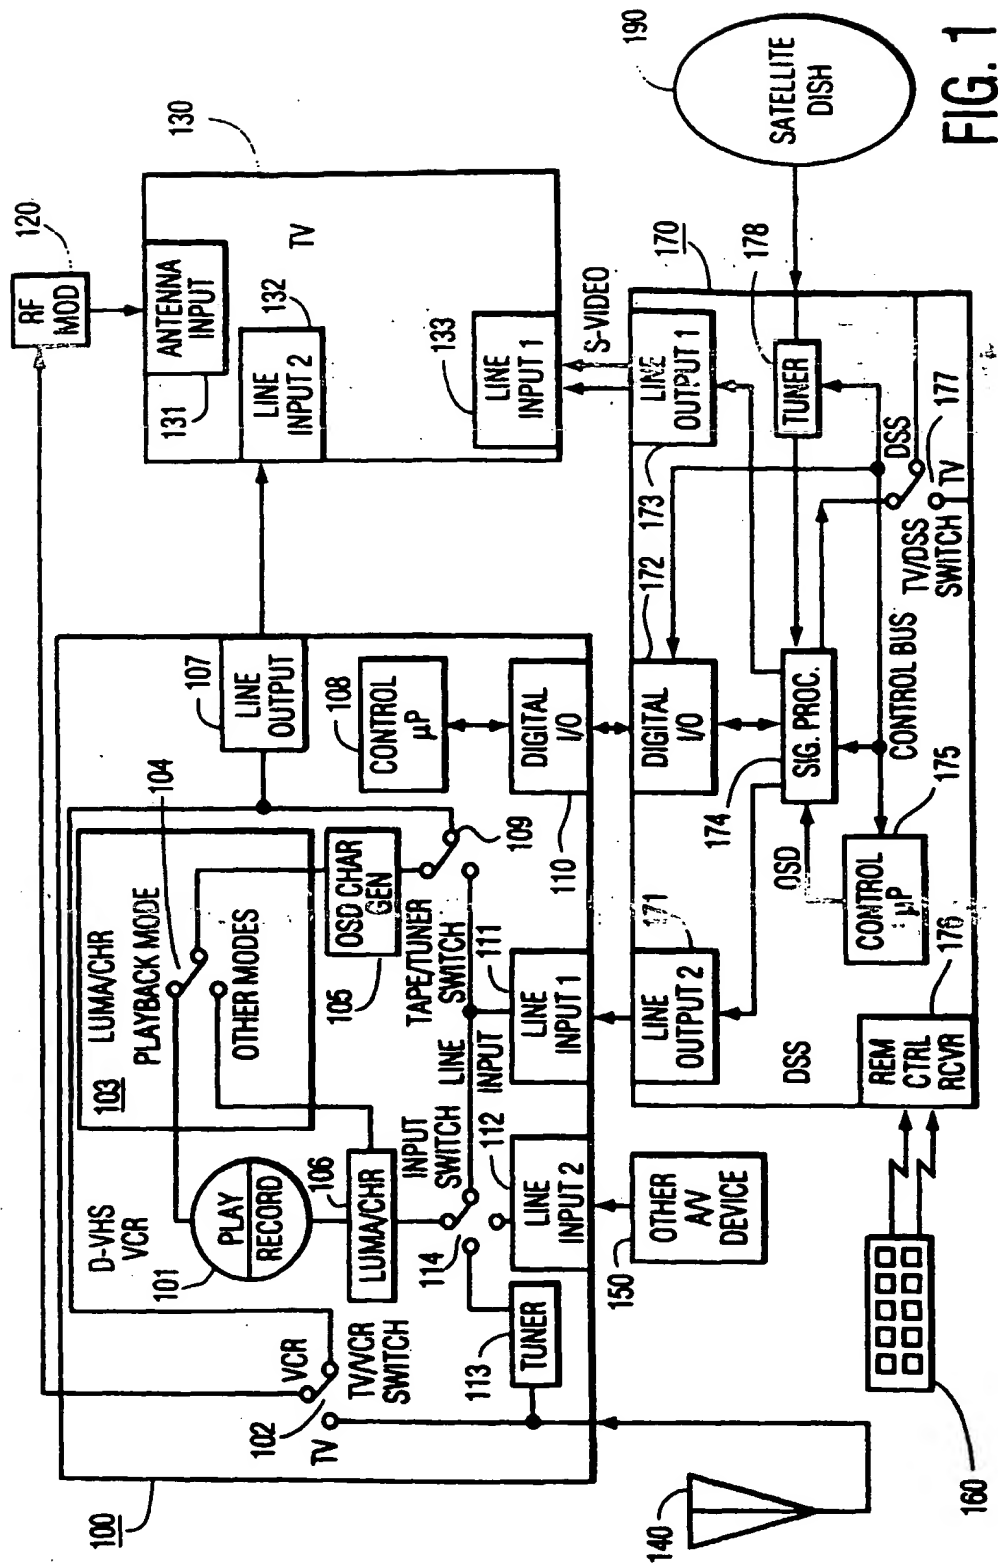 100
D-VHS
VCR
101
PLAY
RECORD
VCR
102
TV
TV/VCR
SWITCH
103
LUMA/CHR
PLAYBACK MODE
104
OTHER MODES
106
LUMA/CHR
105
OSD CHAR
GEN
TAPE/TUNER
SWITCH
109
107
LINE
OUTPUT
108
CONTROL
µP
INPUT
SWITCH
114
LINE
INPUT
113
TUNER
112
LINE
INPUT 2
111
LINE
INPUT 1
110
DIGITAL
I/O
120
RF
MOD
130
TV
131
ANTENNA
INPUT
132
LINE
INPUT 2
133
LINE
INPUT 1
S-VIDEO
140
150
OTHER
A/V
DEVICE
160
170
DSS
171
LINE
OUTPUT 2
172
DIGITAL
I/O
173
LINE
OUTPUT 1
174
SIG. PROC.
OSD
175
CONTROL
µP
176
REM
CTRL
RCVR
CONTROL BUS
TV/DSS
SWITCH
DSS
TV
177
178
TUNER
190
SATELLITE
DISH
FIG. 1